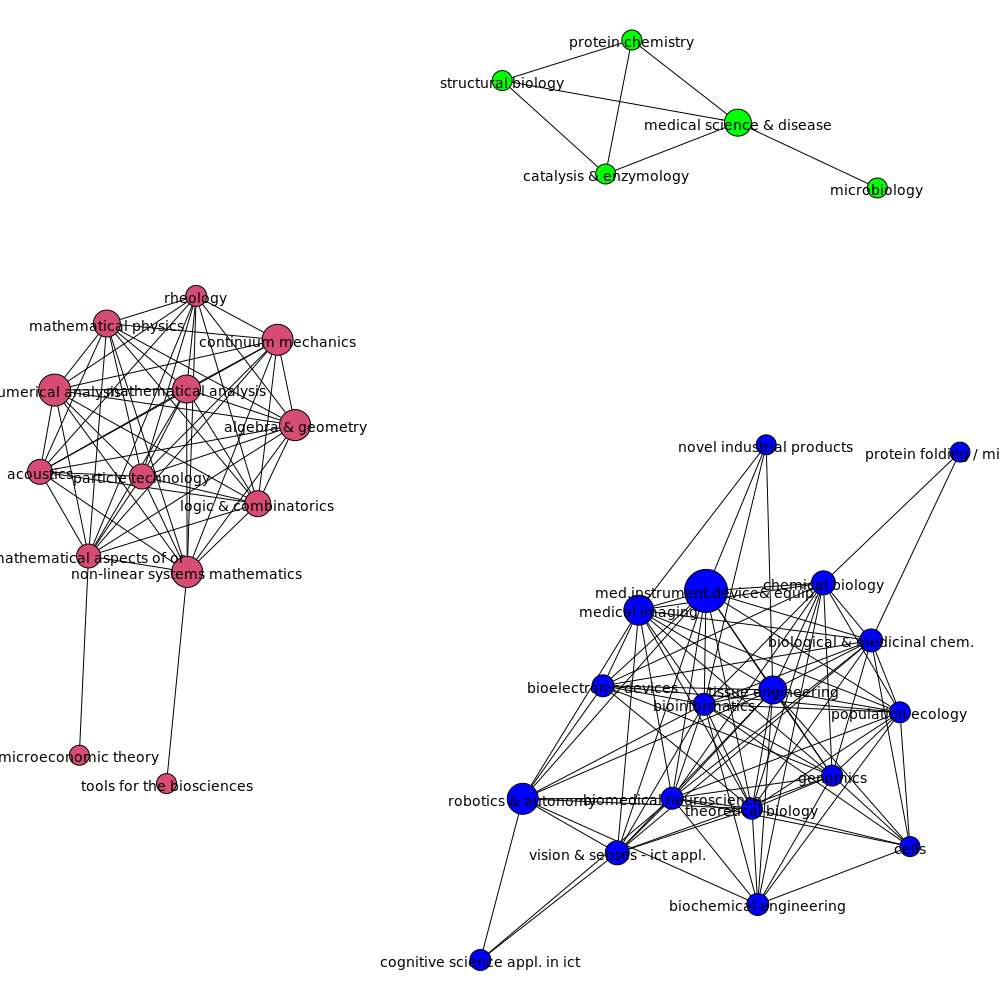 protein chemistry
structural biology
medical science & disease
catalysis & enzymology
microbiology
rheology
mathematical physics
continuum mechanics
umerical analysis
mathematical analysis
algebra & geometry
acoustics
particle technology
logic & combinatorics
mathematical aspects of or
non-linear systems mathematics
microeconomic theory
tools for the biosciences
novel industrial products
protein folding / mi
chemical biology
med.instrument.device& equip
medical imaging
biological & medicinal chem.
bioelectronic devices
tissue engineering
bioinformatics
population ecology
genomics
robotics & autonomy
biomedical neuroscience
theoretical biology
cells
vision & senses - ict appl.
biochemical engineering
cognitive science appl. in ict